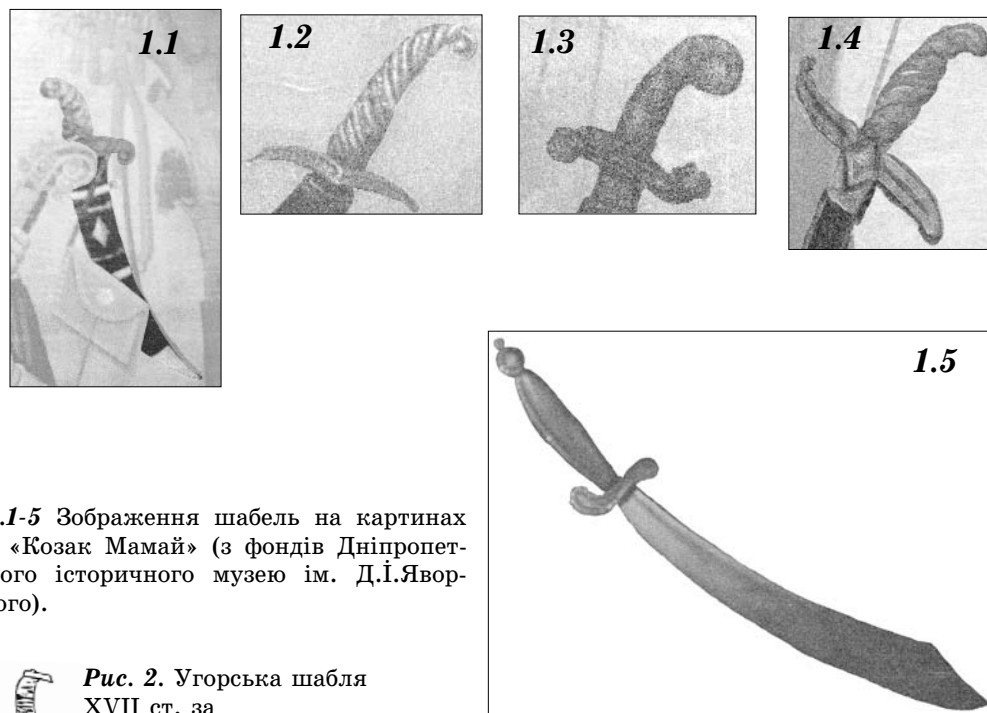 1.1
1.2
1.3
1.4
1.5
.1-5 Зображення шабель на картинах
«Козак Мамай» (з фондів Дніпропет-
ого історичного музею ім. Д.І.Явор-
ого).
Рис. 2. Угорська шабля
XVII ст. за